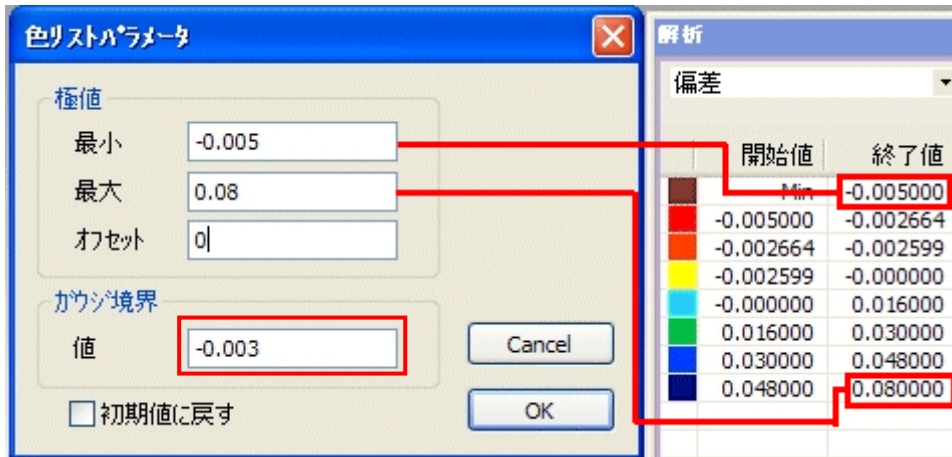 色リストパラメータ
極値
最小 -0.005
最大 0.08
オフセット 0
ガウジ境界
値 -0.003
初期値に戻す
Cancel
OK
解析
偏差
開始値 終了値
Min -0.005000
-0.005000 -0.002664
-0.002664 -0.002599
-0.002599 -0.000000
-0.000000 0.016000
0.016000 0.030000
0.030000 0.048000
0.048000 0.080000